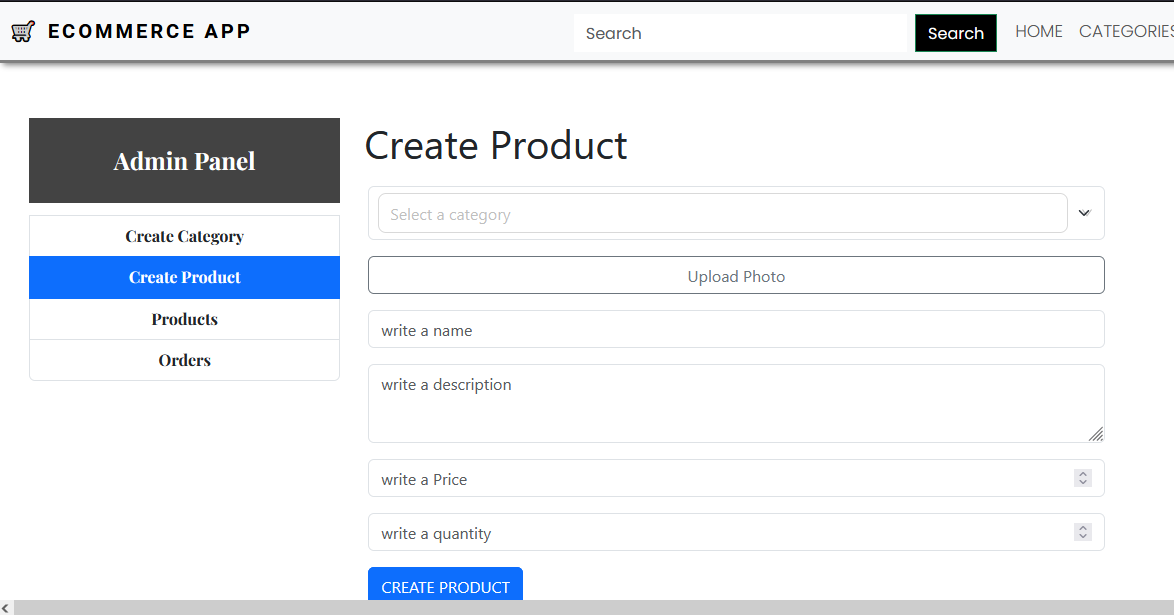 ECOMMERCE APP
Search
Search
HOME
CATEGORIES
Admin Panel
Create Category
Create Product
Products
Orders
Create Product
Select a category
Upload Photo
write a name
write a description
write a Price
write a quantity
CREATE PRODUCT